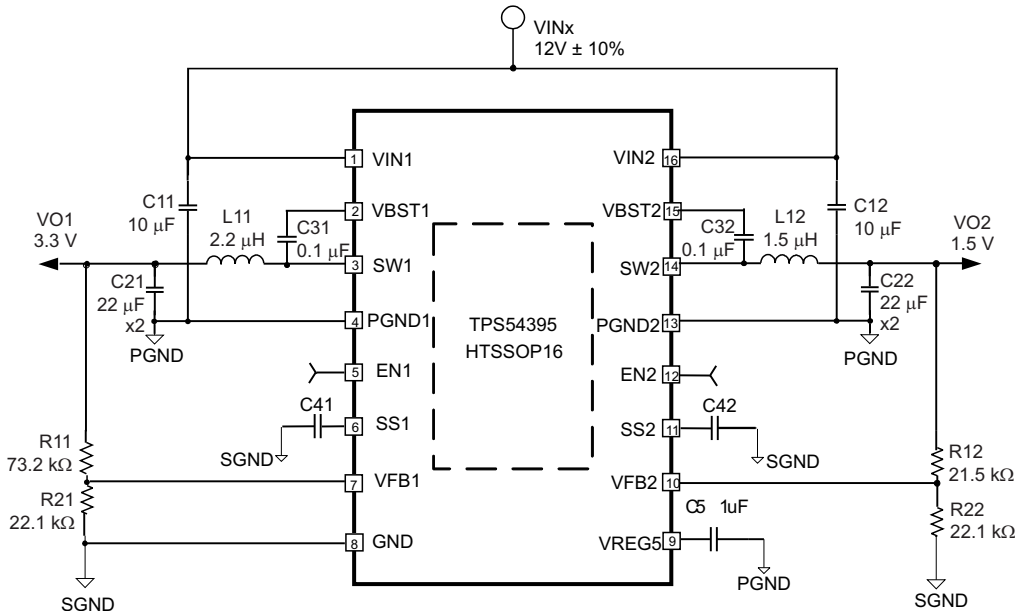 VINx
12V ± 10%
1
VIN1
VIN2
16
C11
10 μF
C12
10 μF
VO1
3.3 V
L11
2.2 μH
2
VBST1
C31
0.1 μF
VBST2
15
C32
0.1 μF
L12
1.5 μH
VO2
1.5 V
3
SW1
SW2
14
C21
22 μF
x2
C22
22 μF
x2
4
PGND1
PGND2
13
TPS54395
HTSSOP16
PGND
PGND
5
EN1
EN2
12
C41
C42
6
SS1
SS2
11
SGND
SGND
R11
73.2 kΩ
R12
21.5 kΩ
7
VFB1
VFB2
10
R21
22.1 kΩ
R22
22.1 kΩ
C5 1uF
8
GND
VREG5
9
PGND
SGND
SGND